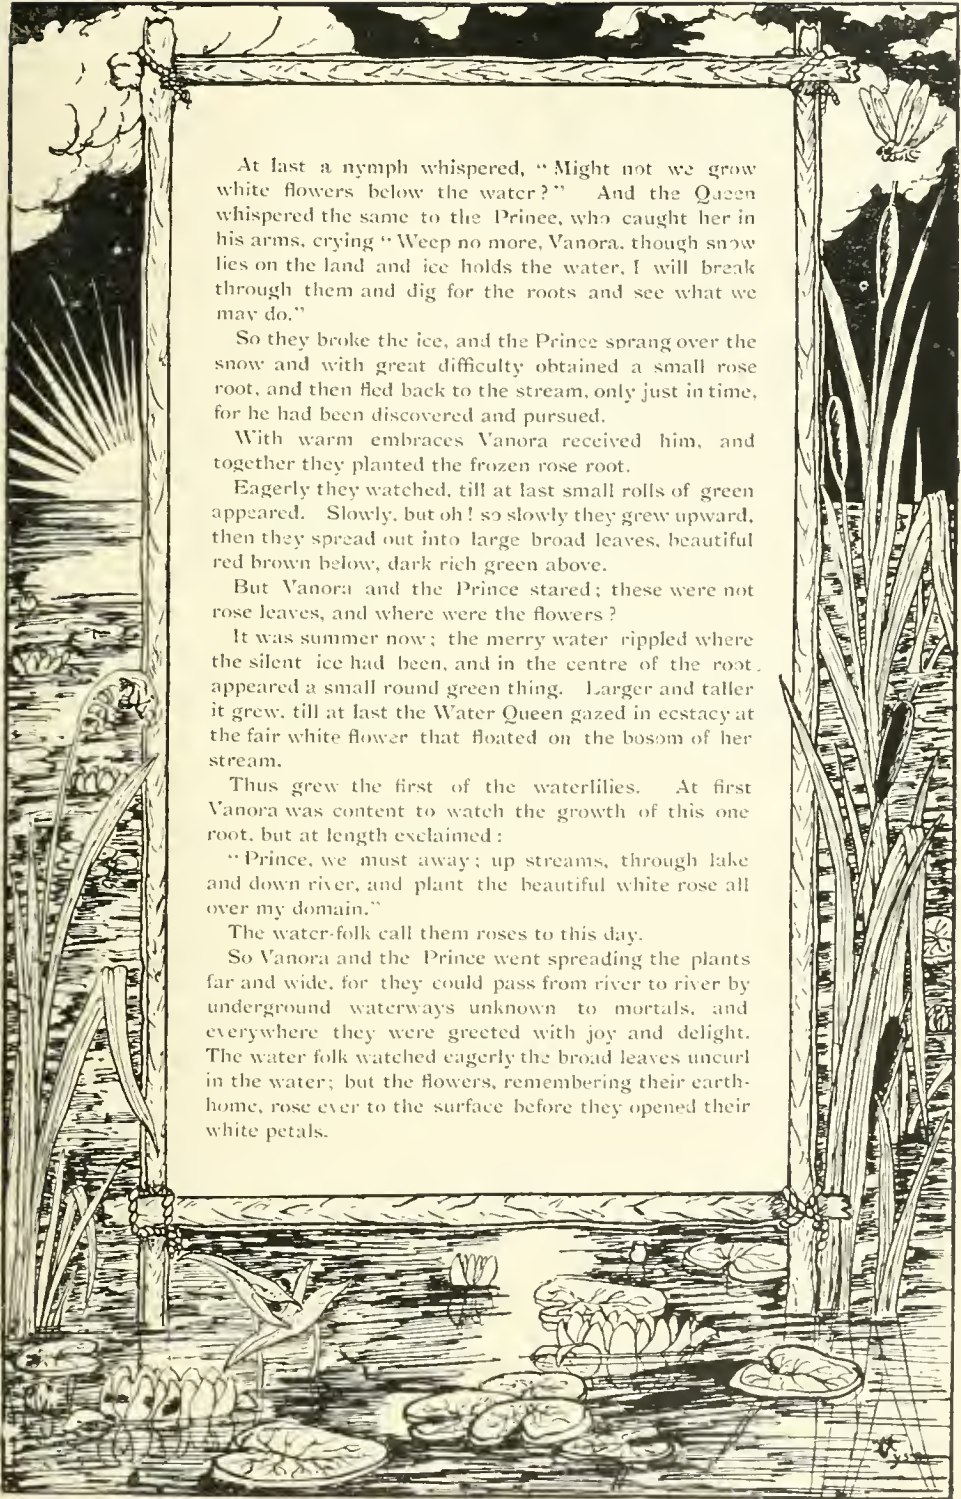 At last a nymph whispered, “Might not we grow
white flowers below the water?” And the Queen
whispered the same to the Prince, who caught her in
his arms, crying “Weep no more, Vanora, though snow
lies on the land and ice holds the water, I will break
through them and dig for the roots and see what we
may do.”
So they broke the ice, and the Prince sprang over the
snow and with great difficulty obtained a small rose
root, and then fled back to the stream, only just in time,
for he had been discovered and pursued.
With warm embraces Vanora received him, and
together they planted the frozen rose root.
Eagerly they watched, till at last small rolls of green
appeared. Slowly, but oh! so slowly they grew upward,
then they spread out into large broad leaves, beautiful
red brown below, dark rich green above.
But Vanora and the Prince stared; these were not
rose leaves, and where were the flowers?
It was summer now; the merry water rippled where
the silent ice had been, and in the centre of the root,
appeared a small round green thing. Larger and taller
it grew, till at last the Water Queen gazed in ecstacy at
the fair white flower that floated on the bosom of her
stream.
Thus grew the first of the waterlilies. At first
Vanora was content to watch the growth of this one
root, but at length exclaimed:
“Prince, we must away; up streams, through lake
and down river, and plant the beautiful white rose all
over my domain.”
The water-folk call them roses to this day.
So Vanora and the Prince went spreading the plants
far and wide, for they could pass from river to river by
underground waterways unknown to mortals, and
everywhere they were greeted with joy and delight.
The water folk watched eagerly the broad leaves uncurl
in the water; but the flowers, remembering their earth-
home, rose ever to the surface before they opened their
white petals.